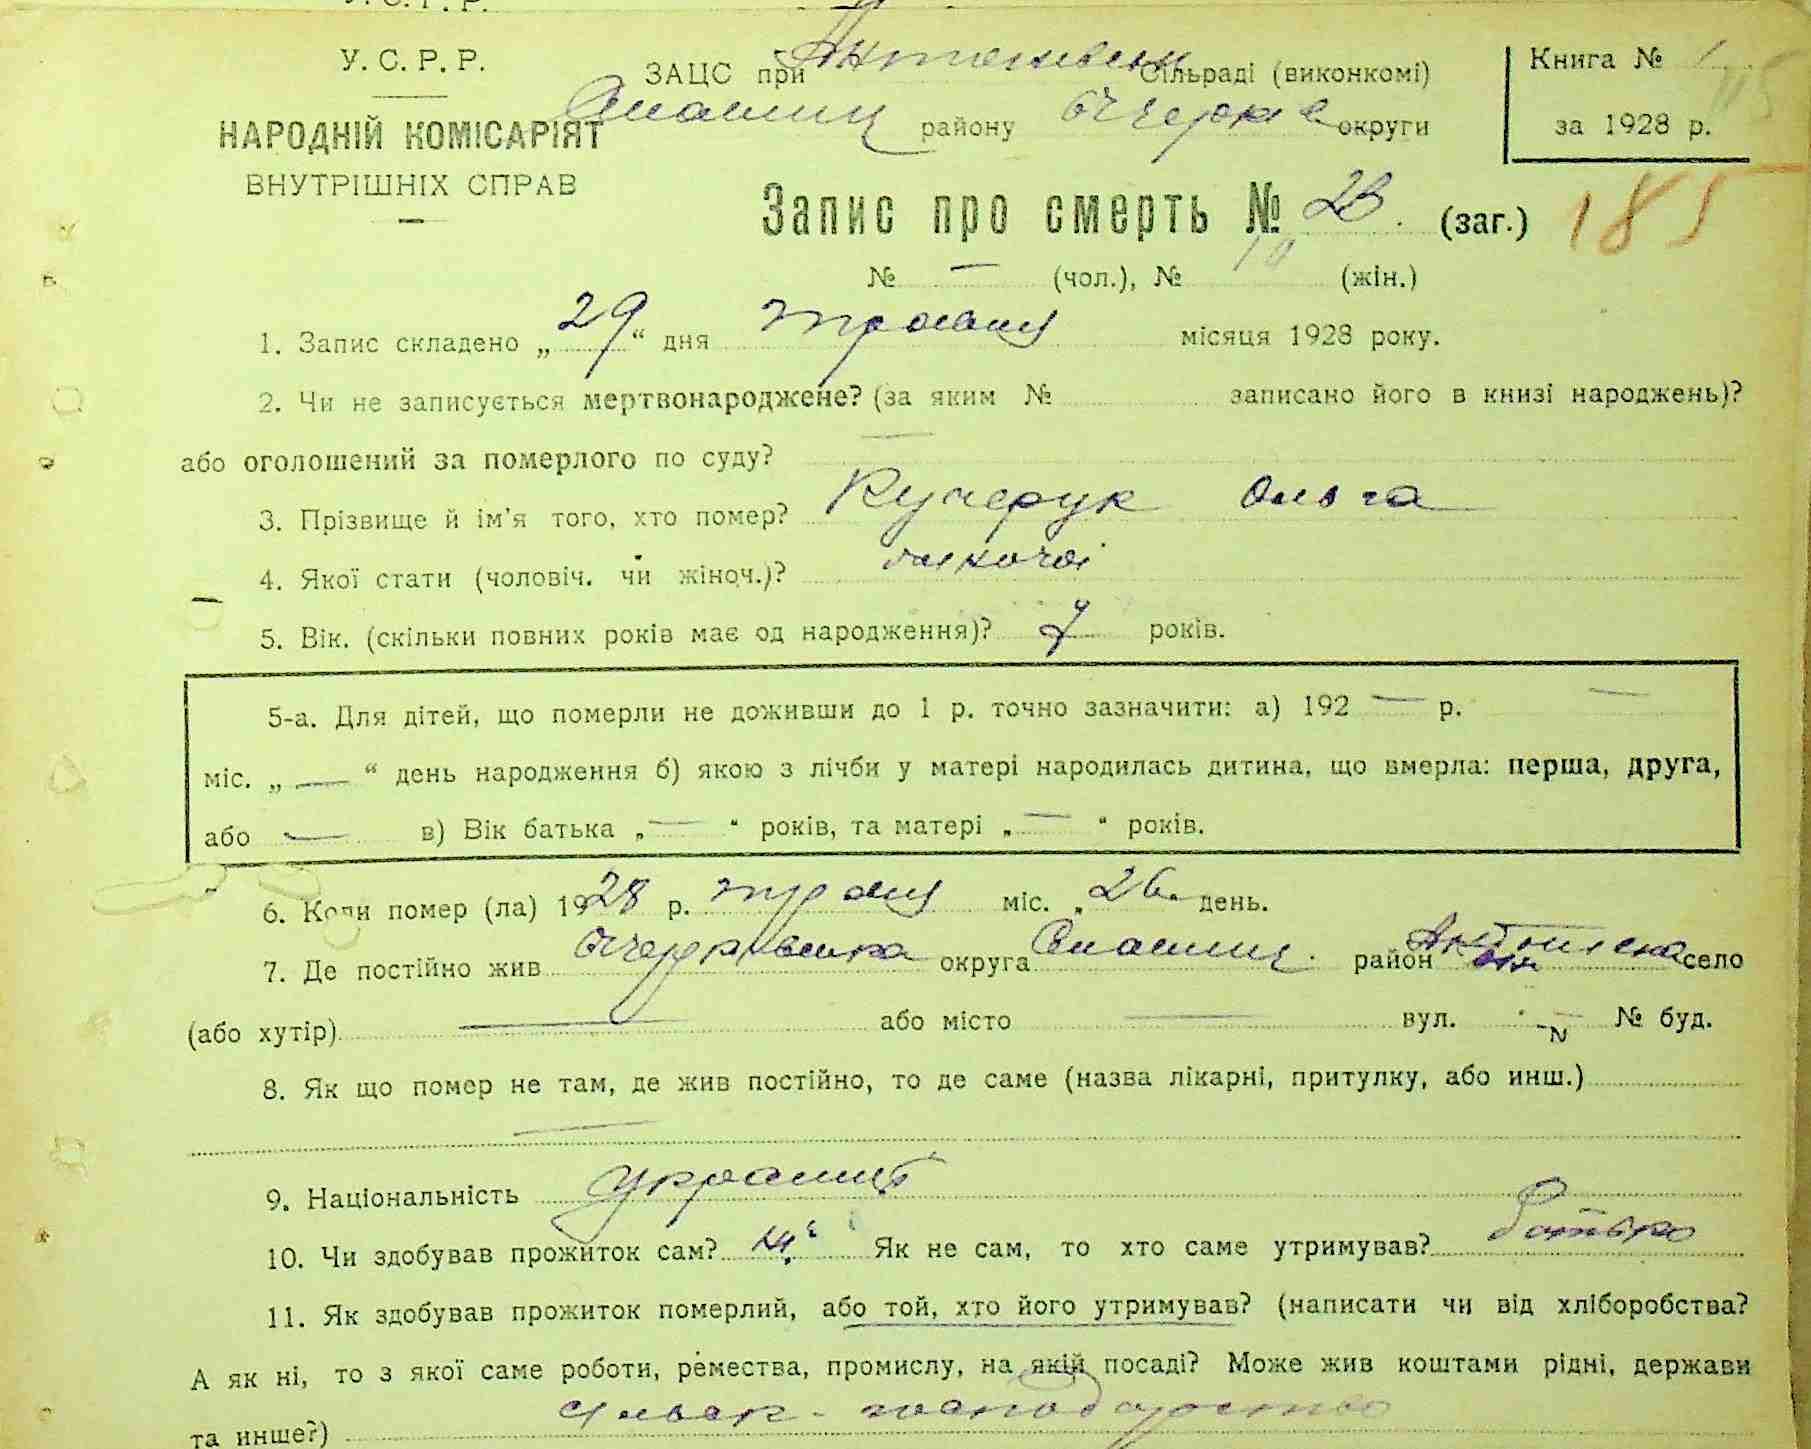 У. С. Р. Р.
НАРОДНІЙ КОМІСАРІЯТ
ВНУТРІШНІХ СПРАВ
ЗАЦС при Сільраді (виконкомі)
району округи
Книга № 1
за 1928 р.
Запис про смерть № (заг.) 185
№ — (чол.), № 10 (жін.)
1. Запис складено „29“ дня травня місяця 1928 року.
2. Чи не записується мертвонароджене? (за яким № записано його в книзі народжень)?
або оголошений за померлого по суду? —
3. Прізвище й ім'я того, хто помер? Кучерук Ольга
4. Якої стати (чоловіч. чи жіноч.)? жіночої
5. Вік. (скільки повних років має од народження)? 7 років.
5-а. Для дітей, що померли не доживши до 1 р. точно зазначити: а) 192 — р. —
міс. „ — “ день народження б) якою з лічби у матері народилась дитина, що вмерла: перша, друга,
або — в) Вік батька „ — “ років, та матері „ — “ років.
6. Коли помер (ла) 1928 р. травня міс. „26 день.
7. Де постійно жив округа район село
(або хутір) — або місто — вул. — № буд.
8. Як що помер не там, де жив постійно, то де саме (назва лікарні, притулку, або инш.)
—
9. Національність
10. Чи здобував прожиток сам? ні Як не сам, то хто саме утримував? батько
11. Як здобував прожиток померлий, або той, хто його утримував? (написати чи від хліборобства?
А як ні, то з якої саме роботи, ремества, промислу, на якій посаді? Може жив коштами рідні, держави
та инше?) сільськ-господарство